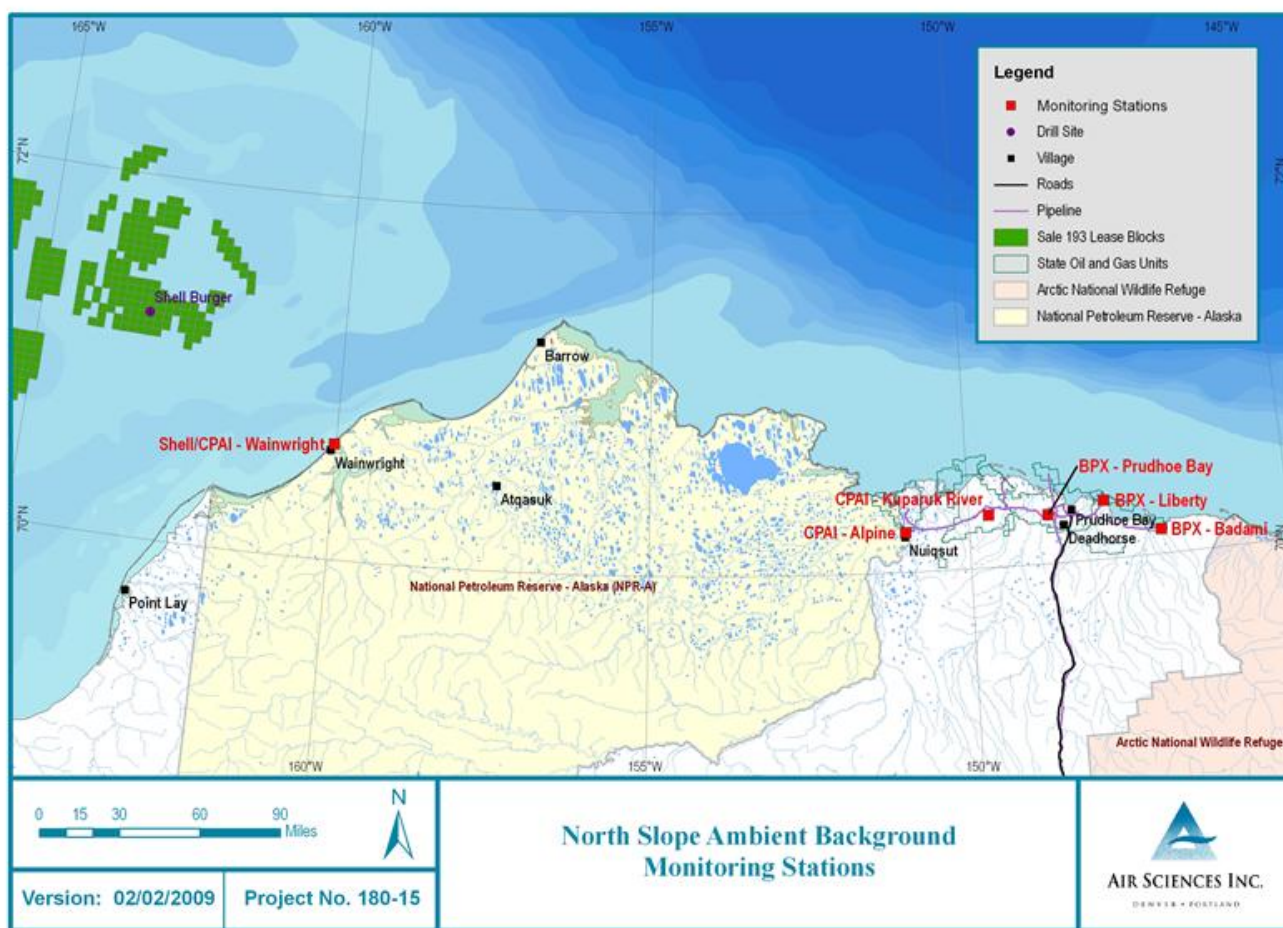 165°W
160°W
155°W
150°W
145°W
72°N
72°N
Legend
Monitoring Stations
Drill Site
Village
Roads
Pipeline
Sale 193 Lease Blocks
State Oil and Gas Units
Arctic National Wildlife Refuge
National Petroleum Reserve - Alaska
Shell Burger
Barrow
Shell/CPAI - Wainwright
Wainwright
Atqasuk
BPX - Prudhoe Bay
CPAI - Kuparuk River
BPX - Liberty
Prudhoe Bay
CPAI - Alpine
Deadhorse
BPX - Badami
Nuiqsut
70°N
70°N
National Petroleum Reserve - Alaska (NPR-A)
Point Lay
Arctic National Wildlife Refuge
160°W
155°W
150°W
0 15 30 60 90
Miles
N
North Slope Ambient Background
Monitoring Stations
Version: 02/02/2009
Project No. 180-15
AIR SCIENCES INC.
DENVER • PORTLAND